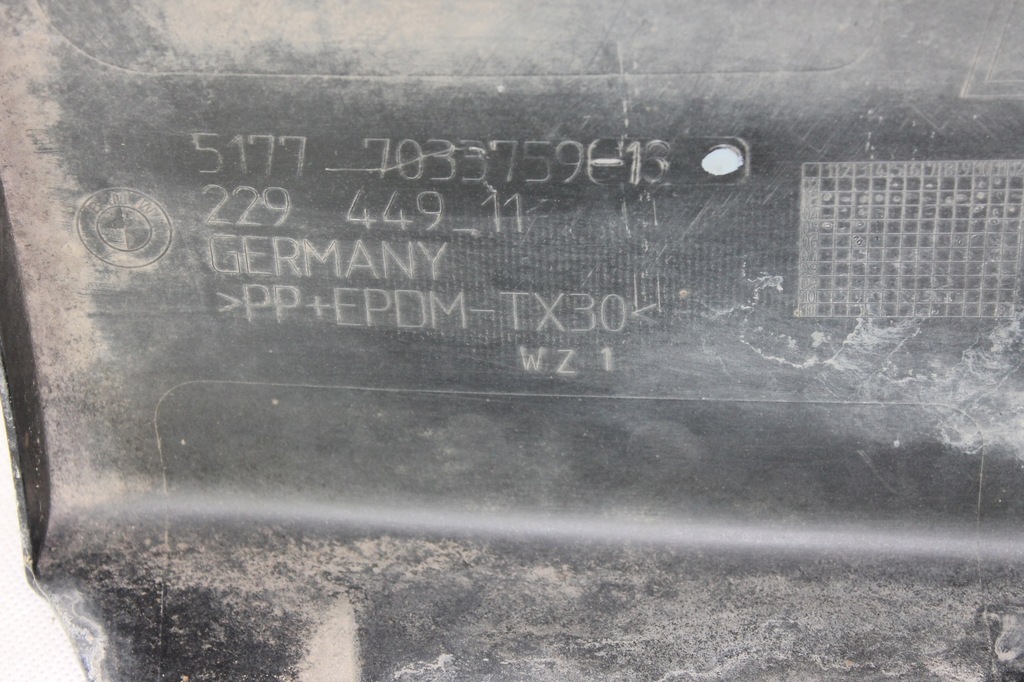 5177 7033759-13
229 449 11
GERMANY
>PP+EPDM-TX30<
WZ 1